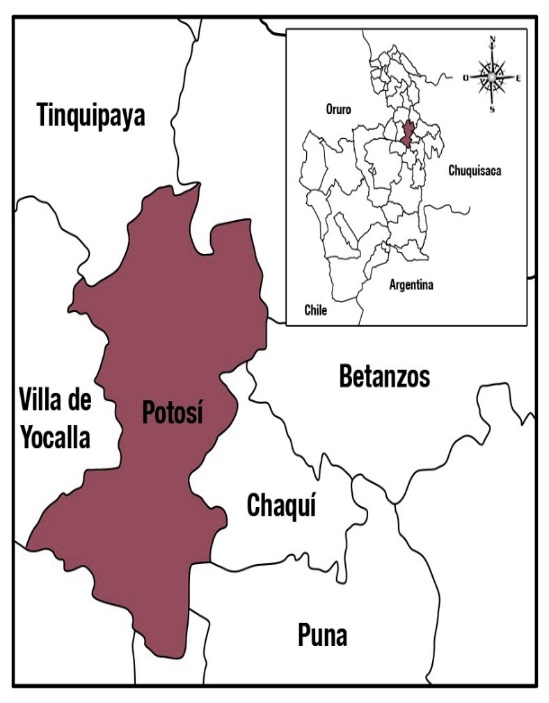 Tinquipaya
N
O
E
S
Oruro
Chuquisaca
Argentina
Chile
Betanzos
Villa de
Yocalla
Potosí
Chaquí
Puna